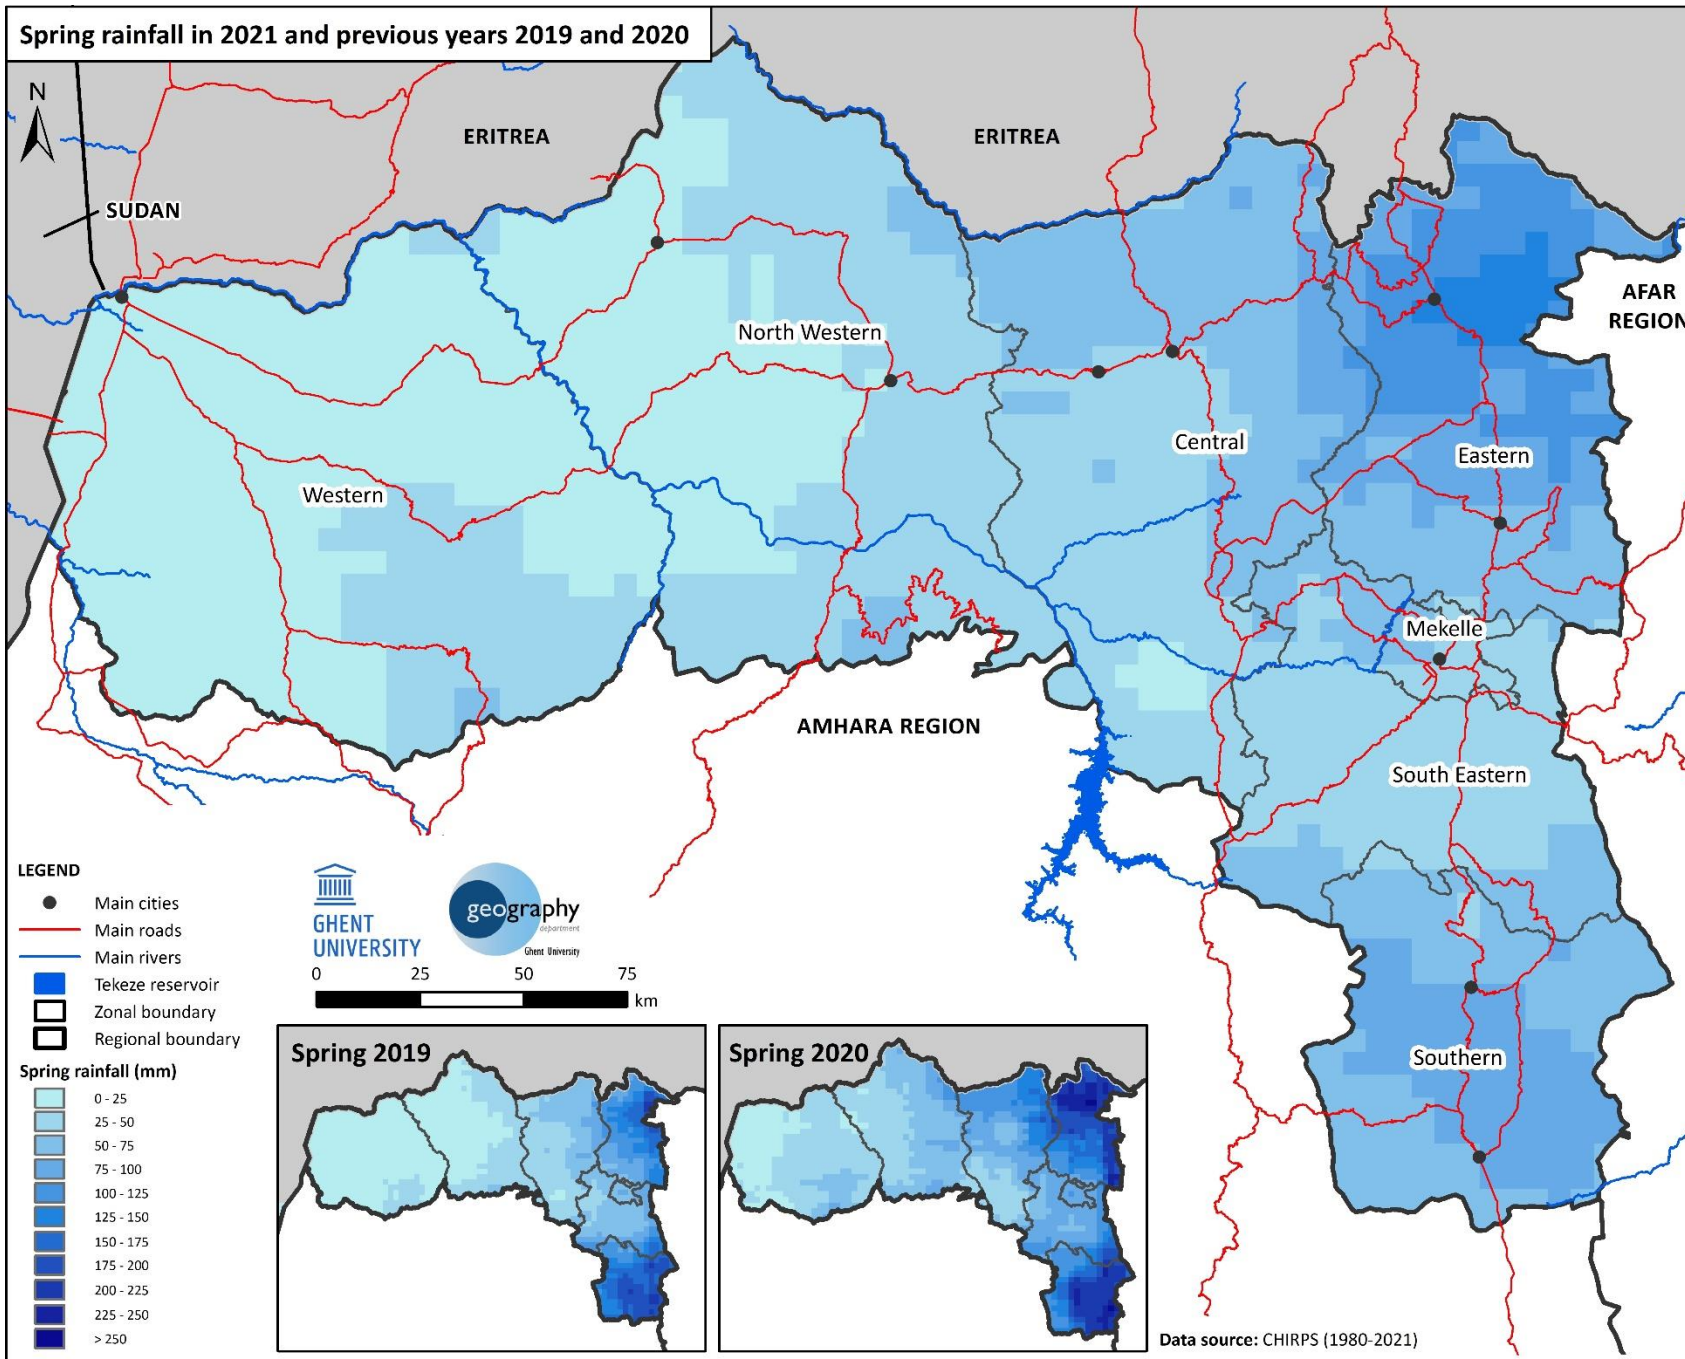 Spring rainfall in 2021 and previous years 2019 and 2020
N
ERITREA
ERITREA
SUDAN
AFAR
REGION
North Western
Central
Eastern
Western
Mekelle
AMHARA REGION
South Eastern
Southern
LEGEND
Main cities
Main roads
Main rivers
Tekeze reservoir
Zonal boundary
Regional boundary
Spring rainfall (mm)
0 - 25
25 - 50
50 - 75
75 - 100
100 - 125
125 - 150
150 - 175
175 - 200
200 - 225
225 - 250
> 250
GHENT
UNIVERSITY
geography
department
Ghent University
0 25 50 75
km
Spring 2019
Spring 2020
Data source: CHIRPS (1980-2021)